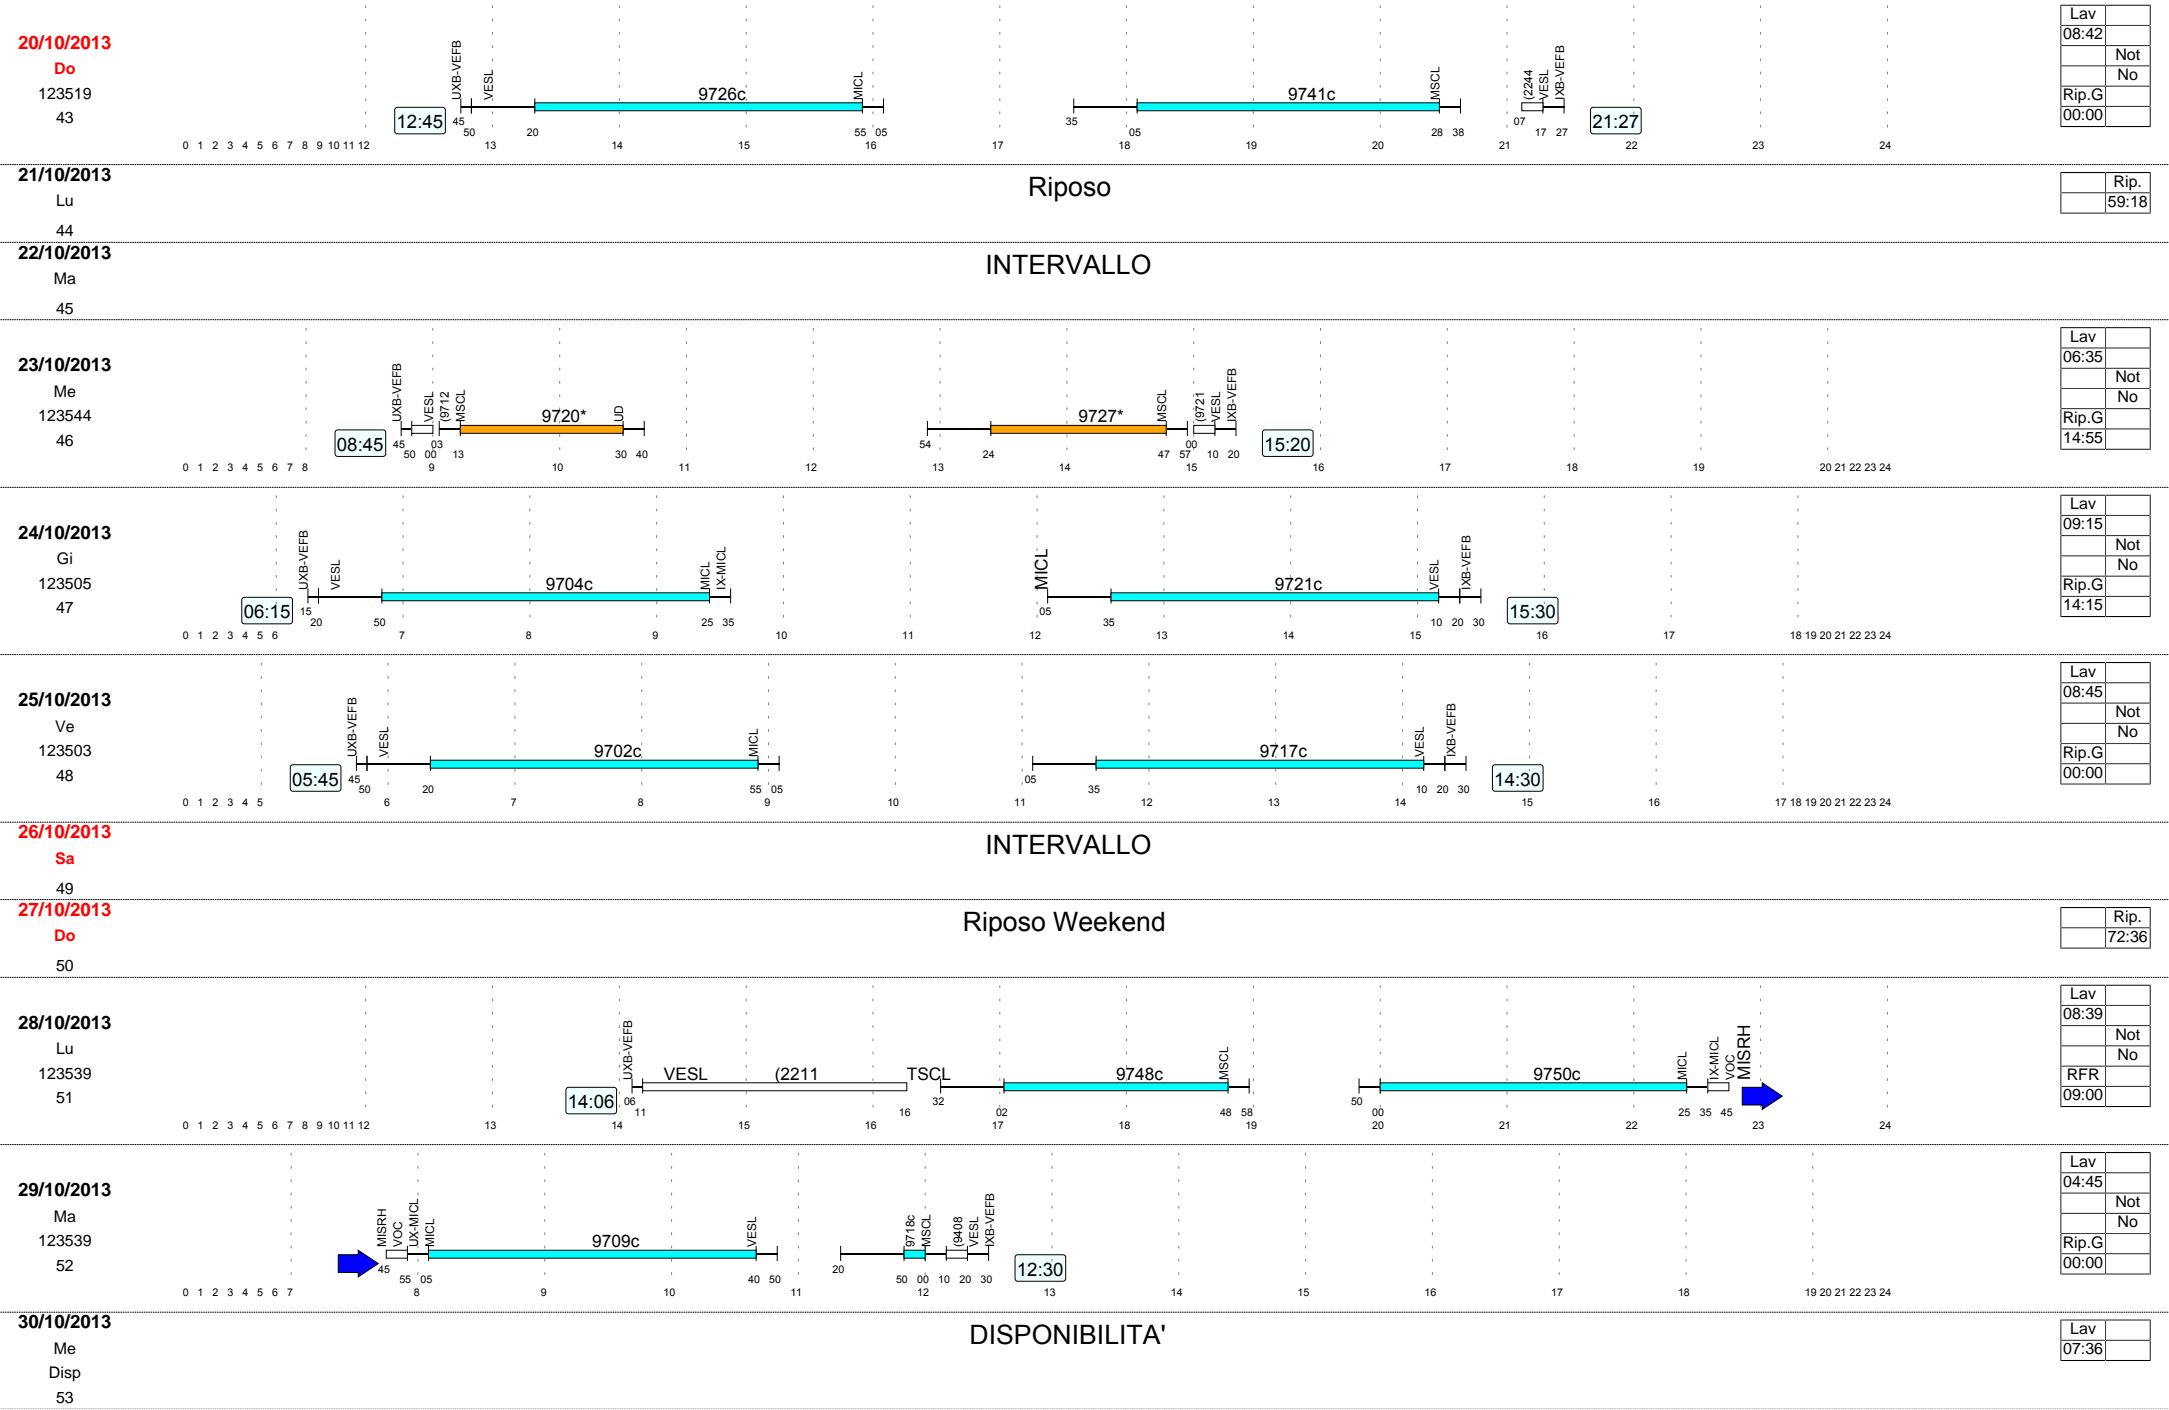 20/10/2013
Do
123519
43
12:45
UXB-VEFB
VESL
9726c
MICL
9741c
MSCL
(2244
VESL
IXB-VEFB
21:27
45 50 20 55 05 35 05 28 38 07 17 27
0 1 2 3 4 5 6 7 8 9 10 11 12 13 14 15 16 17 18 19 20 21 22 23 24
Lav
08:42
Not
No
Rip.G
00:00
21/10/2013
Lu
44
Riposo
Rip.
59:18
22/10/2013
Ma
45
INTERVALLO
23/10/2013
Me
123544
46
08:45
UXB-VEFB
VESL
(9712
MSCL
9720*
UD
9727*
MSCL
(9721
VESL
IXB-VEFB
15:20
45 50 00 03 13 30 40 54 24 47 57 00 10 20
0 1 2 3 4 5 6 7 8 9 10 11 12 13 14 15 16 17 18 19 20 21 22 23 24
Lav
06:35
Not
No
Rip.G
14:55
24/10/2013
Gi
123505
47
06:15
UXB-VEFB
VESL
9704c
MICL
IX-MICL
MICL
9721c
VESL
IXB-VEFB
15:30
15 20 50 25 35 05 35 10 20 30
0 1 2 3 4 5 6 7 8 9 10 11 12 13 14 15 16 17 18 19 20 21 22 23 24
Lav
09:15
Not
No
Rip.G
14:15
25/10/2013
Ve
123503
48
05:45
UXB-VEFB
VESL
9702c
MICL
9717c
VESL
IXB-VEFB
14:30
45 50 20 55 05 05 35 10 20 30
0 1 2 3 4 5 6 7 8 9 10 11 12 13 14 15 16 17 18 19 20 21 22 23 24
Lav
08:45
Not
No
Rip.G
00:00
26/10/2013
Sa
49
INTERVALLO
27/10/2013
Do
50
Riposo Weekend
Rip.
72:36
28/10/2013
Lu
123539
51
14:06
UXB-VEFB
VESL
(2211
TSCL
9748c
MSCL
9750c
MICL
IX-MICL
VOC
MISRH
06 11 16 32 02 48 58 50 00 25 35 45
0 1 2 3 4 5 6 7 8 9 10 11 12 13 14 15 16 17 18 19 20 21 22 23 24
Lav
08:39
Not
No
RFR
09:00
29/10/2013
Ma
123539
52
MISRH
VOC
UX-MICL
MICL
9709c
VESL
9718c
MSCL
(9408
VESL
IXB-VEFB
12:30
45 55 05 40 50 20 50 00 10 20 30
0 1 2 3 4 5 6 7 8 9 10 11 12 13 14 15 16 17 18 19 20 21 22 23 24
Lav
04:45
Not
No
Rip.G
00:00
30/10/2013
Me
Disp
53
DISPONIBILITA'
Lav
07:36